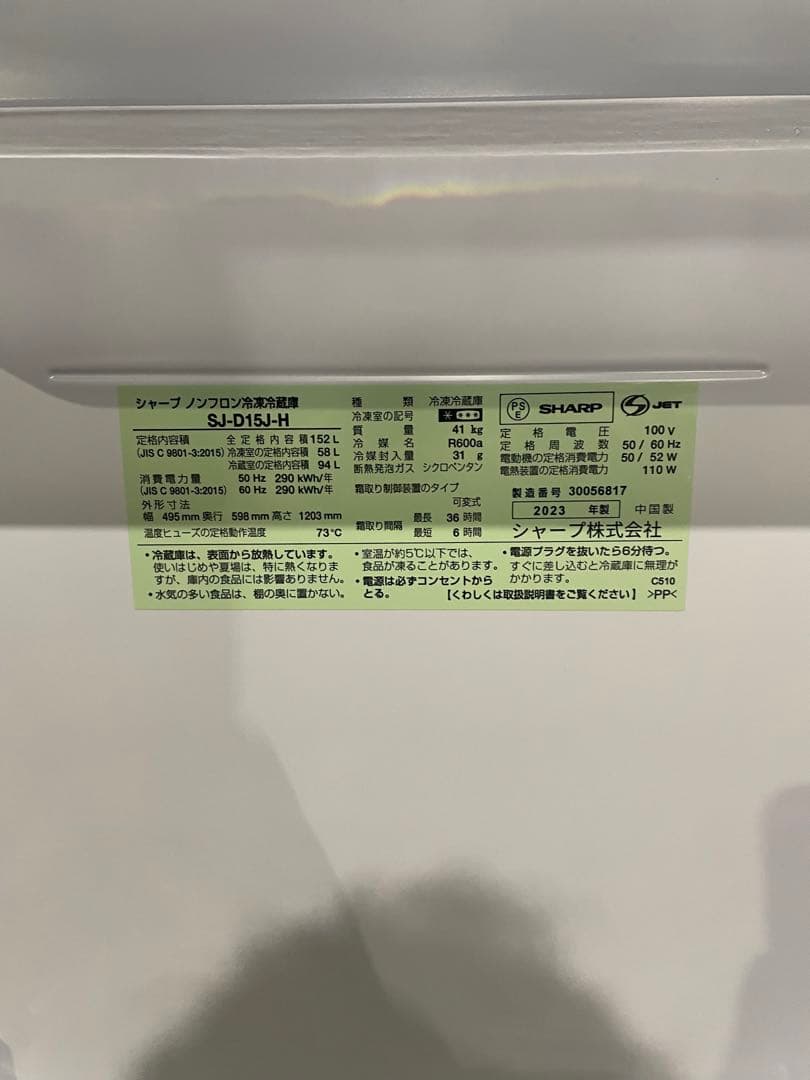 シャープ ノンフロン冷凍冷蔵庫
SJ-D15J-H
定格内容積 全定格内容積 152 L
(JIS C 9801-3:2015) 冷凍室の定格内容積 58 L
冷蔵室の定格内容積 94 L
消費電力量 50 Hz 290 kWh/年
(JIS C 9801-3:2015) 60 Hz 290 kWh/年
外形寸法
幅 495 mm 奥行 598 mm 高さ 1203 mm
温度ヒューズの定格動作温度 73℃
種類 冷凍冷蔵庫
冷凍室の記号
質量 41 kg
冷媒名 R600a
冷媒封入量 31 g
断熱発泡ガス シクロペンタン
霜取り制御装置のタイプ
可変式
霜取り間隔 最長 36 時間
最短 6 時間
PSE SHARP JET
定格電圧 100 V
定格周波数 50 / 60 Hz
電動機の定格消費電力 50 / 52 W
電熱装置の定格消費電力 110 W
製造番号 30056817
2023 年製 中国製
シャープ株式会社
・冷蔵庫は、表面から放熱しています。
使いはじめや夏場は、特に熱くなりま
すが、庫内の食品には影響ありません。
・水気の多い食品は、棚の奥に置かない。
・室温が約5℃以下では、
食品が凍ることがあります。
・電源は必ずコンセントから
とる。
・電源プラグを抜いたら6分待つ。
すぐに差し込むと冷蔵庫に無理が
かかります。 C510
【くわしくは取扱説明書をご覧ください】 >PP<